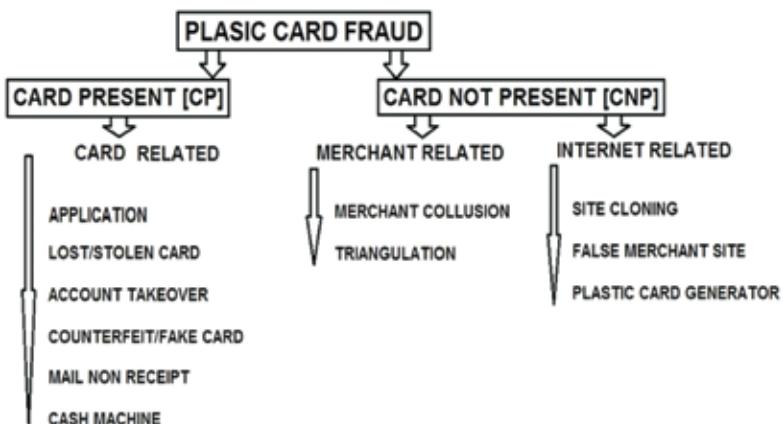 PLASIC CARD FRAUD
CARD PRESENT [CP]
CARD NOT PRESENT [CNP]
CARD RELATED
MERCHANT RELATED
INTERNET RELATED
APPLICATION
LOST/STOLEN CARD
ACCOUNT TAKEOVER
COUNTERFEIT/FAKE CARD
MAIL NON RECEIPT
CASH MACHINE
MERCHANT COLLUSION
TRIANGULATION
SITE CLONING
FALSE MERCHANT SITE
PLASTIC CARD GENERATOR